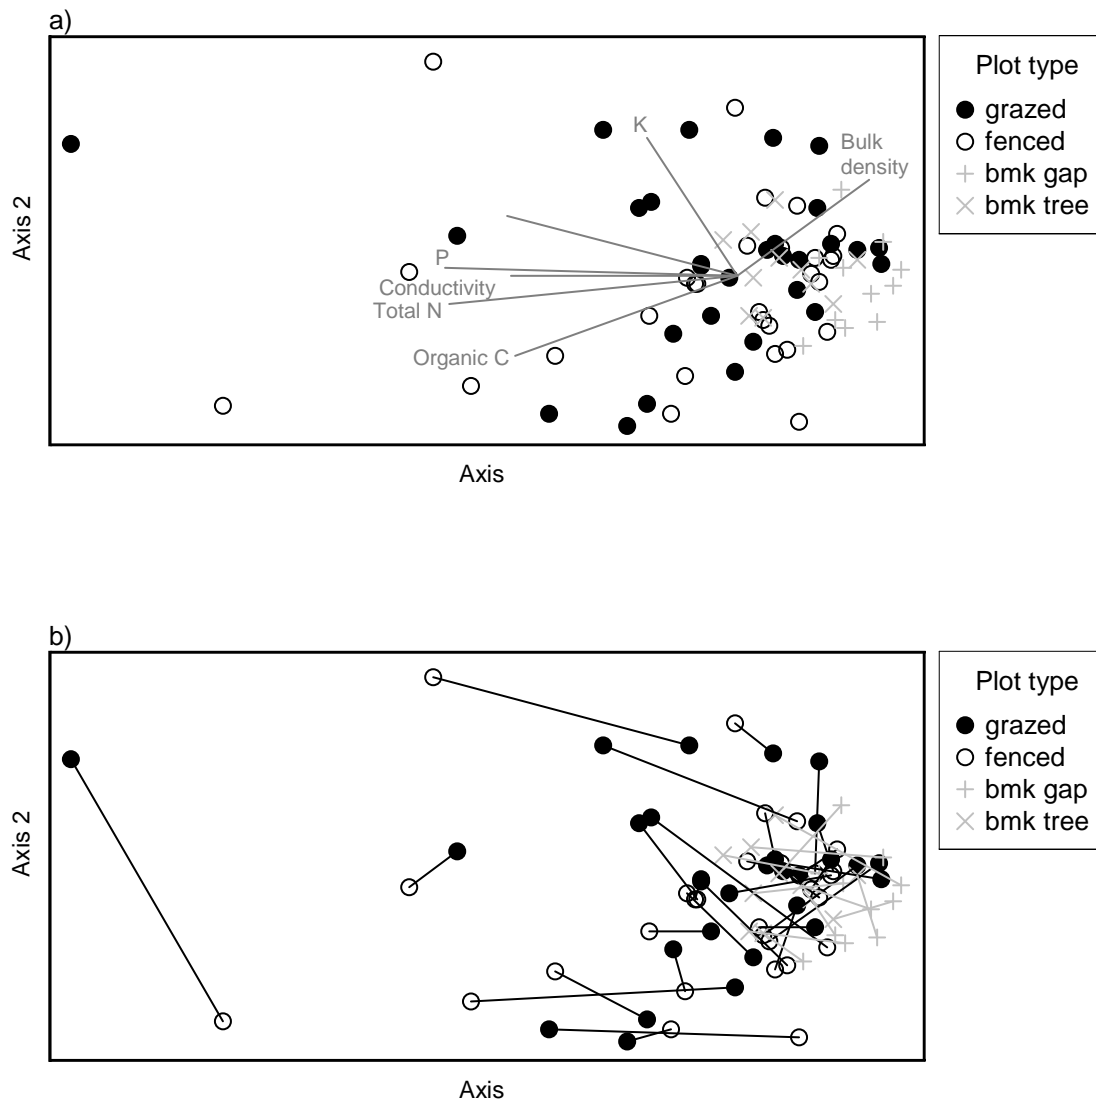 a)
Plot type
grazed
fenced
bmk gap
bmk tree
K
Bulk
density
P
Conductivity
Total N
Organic C
Axis 2
Axis
b)
Plot type
grazed
fenced
bmk gap
bmk tree
Axis 2
Axis